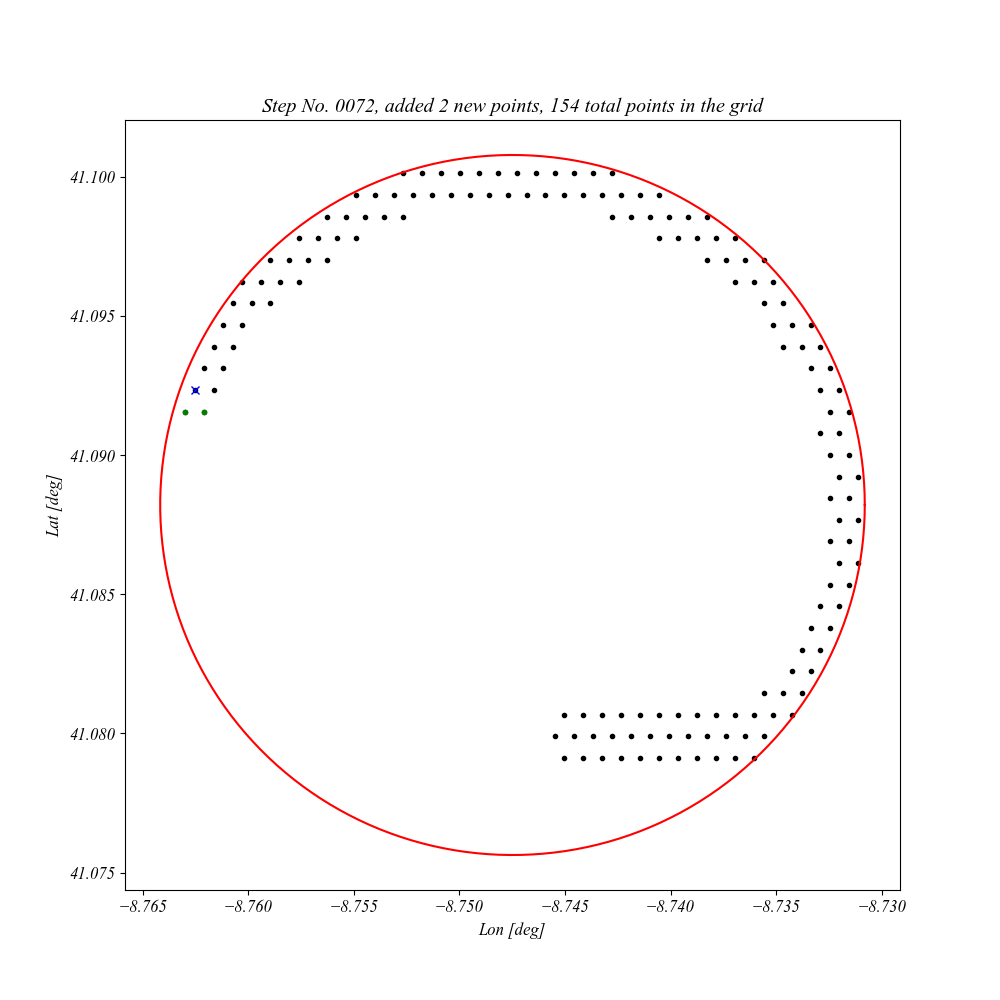 Step No. 0072, added 2 new points, 154 total points in the grid
41.100
41.095
41.090
41.085
41.080
41.075
Lat [deg]
−8.765 −8.760 −8.755 −8.750 −8.745 −8.740 −8.735 −8.730
Lon [deg]